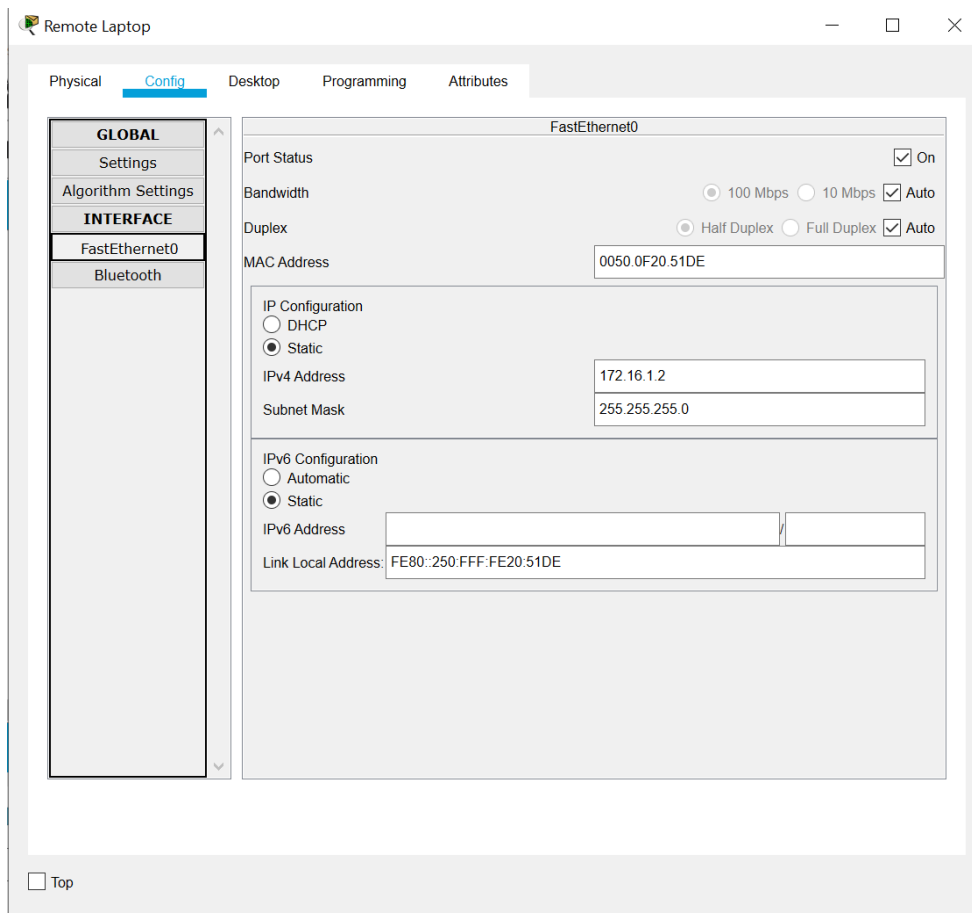 Remote Laptop
Physical Config Desktop Programming Attributes
GLOBAL
Settings
Algorithm Settings
INTERFACE
FastEthernet0
Bluetooth
FastEthernet0
Port Status On
Bandwidth 100 Mbps 10 Mbps Auto
Duplex Half Duplex Full Duplex Auto
MAC Address 0050.0F20.51DE
IP Configuration
DHCP
Static
IPv4 Address 172.16.1.2
Subnet Mask 255.255.255.0
IPv6 Configuration
Automatic
Static
IPv6 Address /
Link Local Address: FE80::250:FFF:FE20:51DE
Top